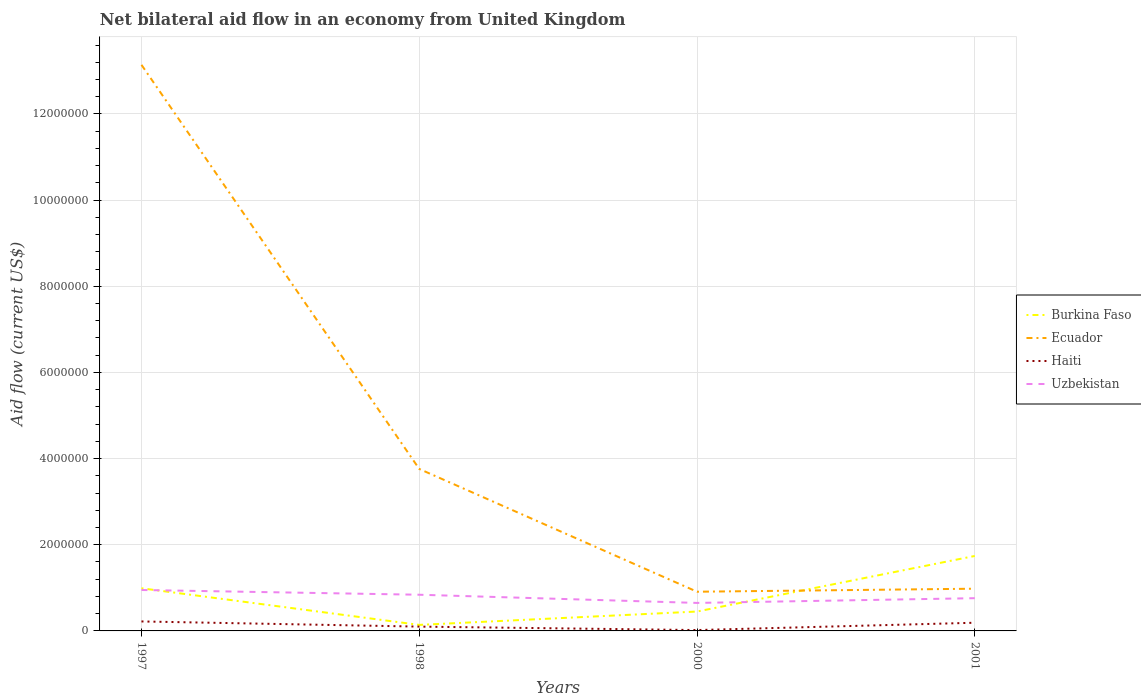 Net bilateral aid flow in an economy from United Kingdom
Aid flow (current US$)
12000000
10000000
8000000
6000000
4000000
2000000
0
1997
1998
2000
2001
Years
Burkina Faso
Ecuador
Haiti
Uzbekistan